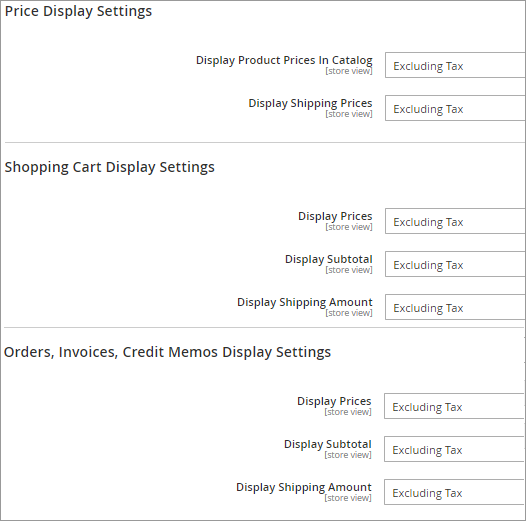 Price Display Settings
Display Product Prices In Catalog
[store view]
Excluding Tax
Display Shipping Prices
[store view]
Excluding Tax
Shopping Cart Display Settings
Display Prices
[store view]
Excluding Tax
Display Subtotal
[store view]
Excluding Tax
Display Shipping Amount
[store view]
Excluding Tax
Orders, Invoices, Credit Memos Display Settings
Display Prices
[store view]
Excluding Tax
Display Subtotal
[store view]
Excluding Tax
Display Shipping Amount
[store view]
Excluding Tax